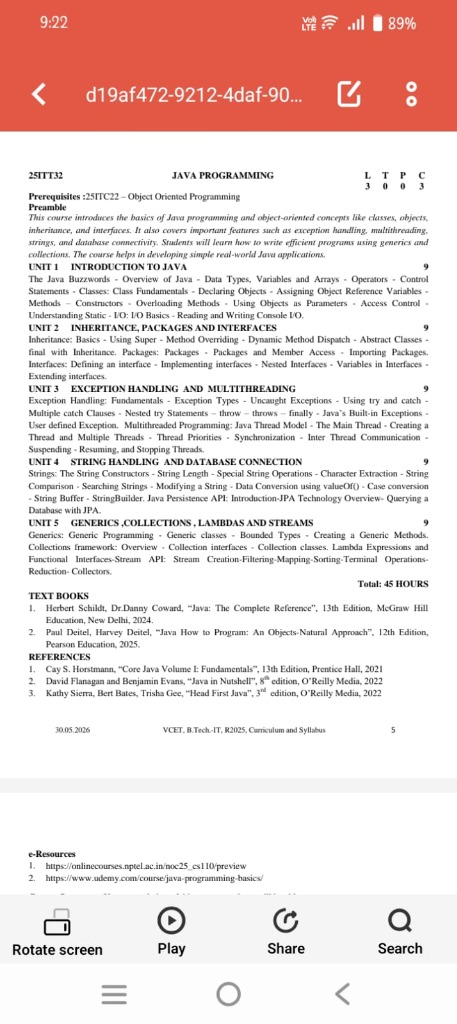 9:22
Vo) LTE
89%
d19af472-9212-4daf-90...
25ITT32 JAVA PROGRAMMING L T P C
3 0 0 3
Prerequisites :25ITC22 – Object Oriented Programming
Preamble
This course introduces the basics of Java programming and object-oriented concepts like classes, objects,
inheritance, and interfaces. It also covers important features such as exception handling, multithreading,
strings, and database connectivity. Students will learn how to write efficient programs using generics and
collections. The course helps in developing simple real-world Java applications.
UNIT 1 INTRODUCTION TO JAVA 9
The Java Buzzwords - Overview of Java - Data Types, Variables and Arrays - Operators - Control
Statements - Classes: Class Fundamentals - Declaring Objects - Assigning Object Reference Variables -
Methods – Constructors - Overloading Methods - Using Objects as Parameters - Access Control -
Understanding Static - I/O: I/O Basics - Reading and Writing Console I/O.
UNIT 2 INHERITANCE, PACKAGES AND INTERFACES 9
Inheritance: Basics - Using Super - Method Overriding - Dynamic Method Dispatch - Abstract Classes -
final with Inheritance. Packages: Packages - Packages and Member Access - Importing Packages.
Interfaces: Defining an interface - Implementing interfaces - Nested Interfaces - Variables in Interfaces -
Extending interfaces.
UNIT 3 EXCEPTION HANDLING AND MULTITHREADING 9
Exception Handling: Fundamentals - Exception Types - Uncaught Exceptions - Using try and catch -
Multiple catch Clauses - Nested try Statements – throw – throws – finally - Java's Built-in Exceptions -
User defined Exception. Multithreaded Programming: Java Thread Model - The Main Thread - Creating a
Thread and Multiple Threads - Thread Priorities - Synchronization - Inter Thread Communication -
Suspending - Resuming, and Stopping Threads.
UNIT 4 STRING HANDLING AND DATABASE CONNECTION 9
Strings: The String Constructors - String Length - Special String Operations - Character Extraction - String
Comparison - Searching Strings - Modifying a String - Data Conversion using valueOf() - Case conversion
- String Buffer - StringBuilder. Java Persistence API: Introduction-JPA Technology Overview- Querying a
Database with JPA.
UNIT 5 GENERICS ,COLLECTIONS , LAMBDAS AND STREAMS 9
Generics: Generic Programming - Generic classes - Bounded Types - Creating a Generic Methods.
Collections framework: Overview - Collection interfaces - Collection classes. Lambda Expressions and
Functional Interfaces-Stream API: Stream Creation-Filtering-Mapping-Sorting-Terminal Operations-
Reduction- Collectors.
Total: 45 HOURS
TEXT BOOKS
1. Herbert Schildt, Dr.Danny Coward, “Java: The Complete Reference”, 13th Edition, McGraw Hill
Education, New Delhi, 2024.
2. Paul Deitel, Harvey Deitel, “Java How to Program: An Objects-Natural Approach”, 12th Edition,
Pearson Education, 2025.
REFERENCES
1. Cay S. Horstmann, “Core Java Volume I: Fundamentals”, 13th Edition, Prentice Hall, 2021
2. David Flanagan and Benjamin Evans, “Java in Nutshell”, 8th edition, O'Reilly Media, 2022
3. Kathy Sierra, Bert Bates, Trisha Gee, “Head First Java”, 3rd edition, O'Reilly Media, 2022
30.05.2026 VCET, B.Tech.-IT, R2025, Curriculum and Syllabus 5
e-Resources
1. https://onlinecourses.nptel.ac.in/noc25_cs110/preview
2. https://www.udemy.com/course/java-programming-basics/
Rotate screen
Play
Share
Search